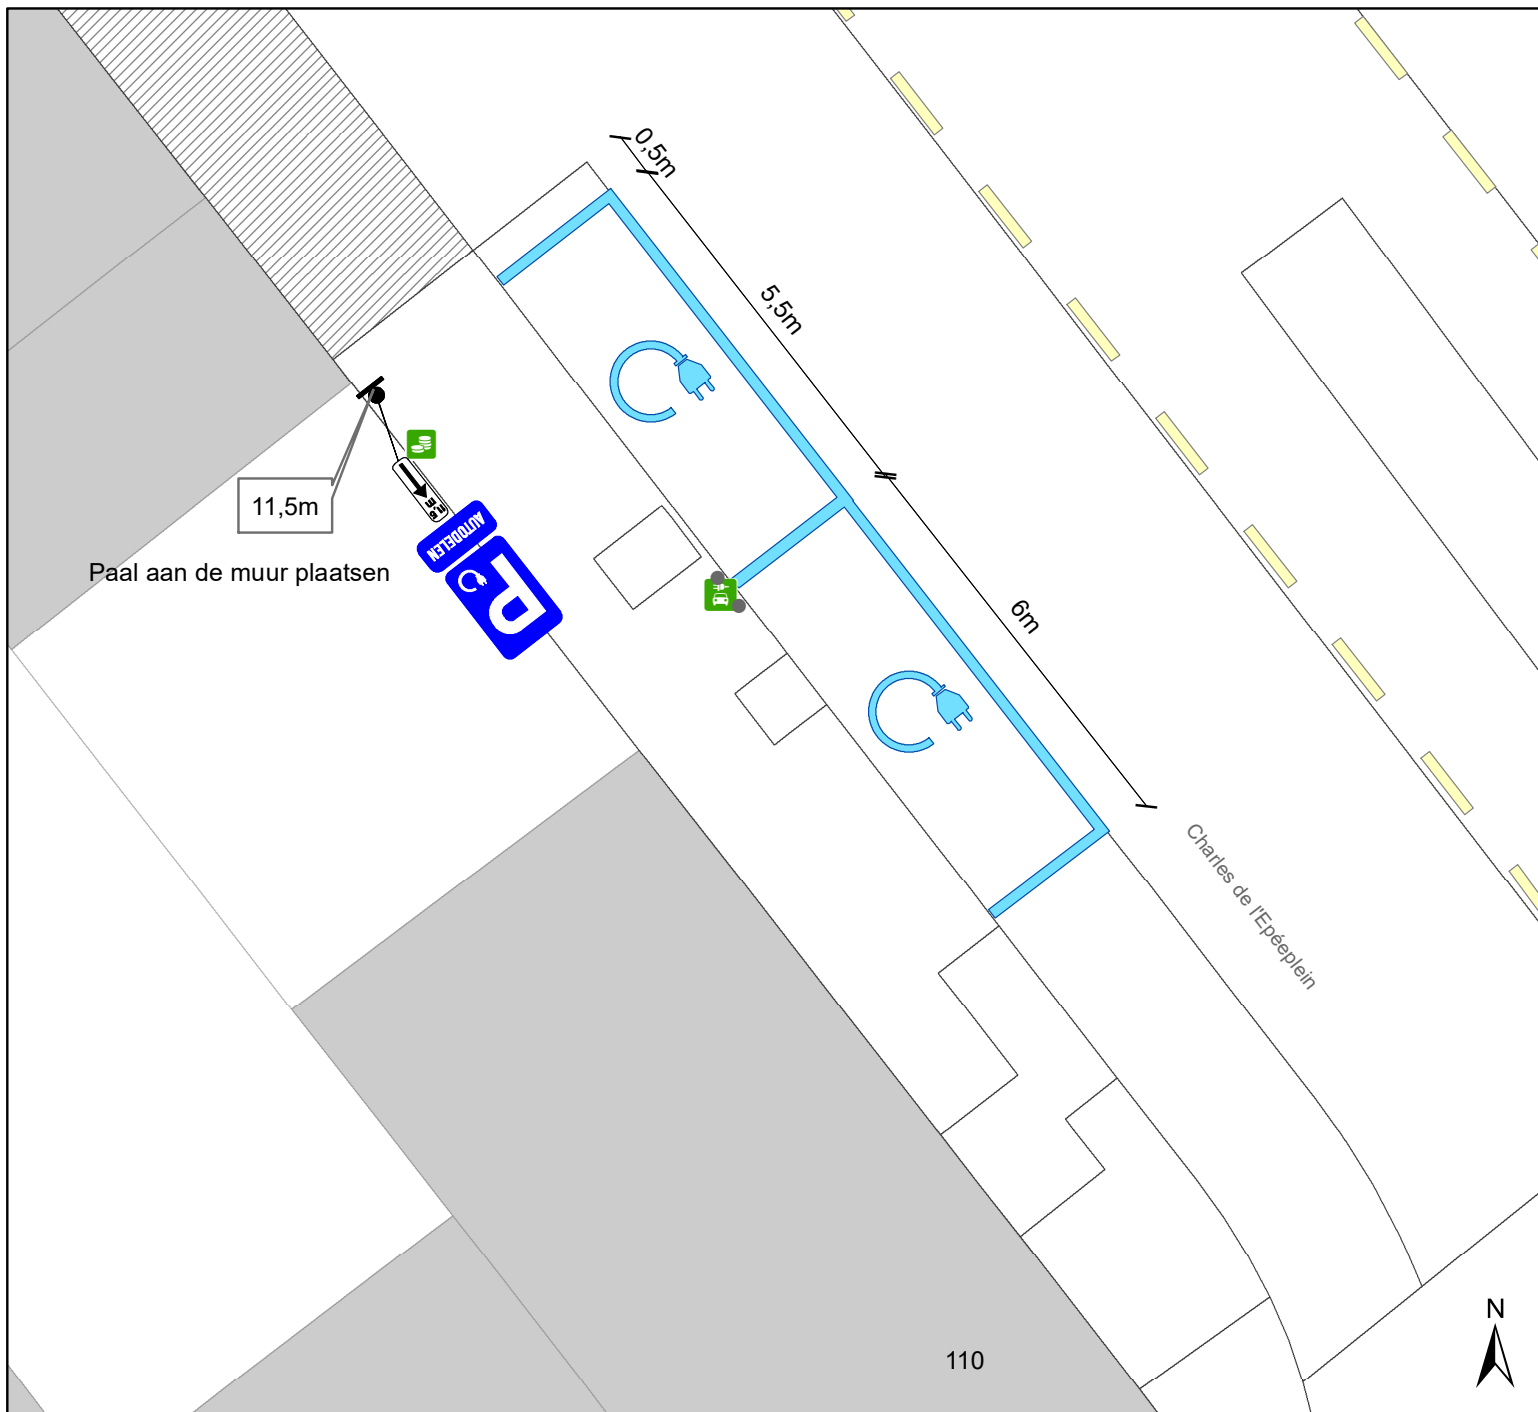 0,5m
5,5m
11,5m
AUTODELEN
P
Paal aan de muur plaatsen
6m
Charles de l'Epéeplein
N
110